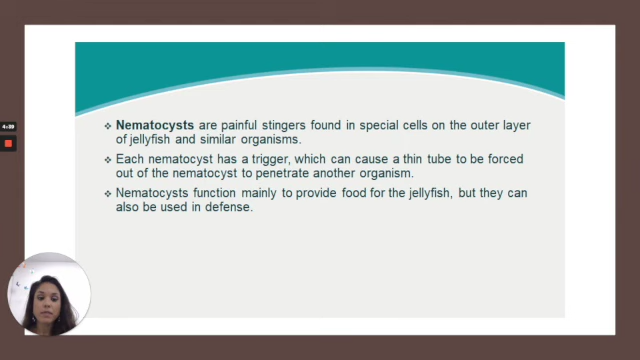 4:39
❖ Nematocysts are painful stingers found in special cells on the outer layer
of jellyfish and similar organisms.
❖ Each nematocyst has a trigger, which can cause a thin tube to be forced
out of the nematocyst to penetrate another organism.
❖ Nematocysts function mainly to provide food for the jellyfish, but they can
also be used in defense.